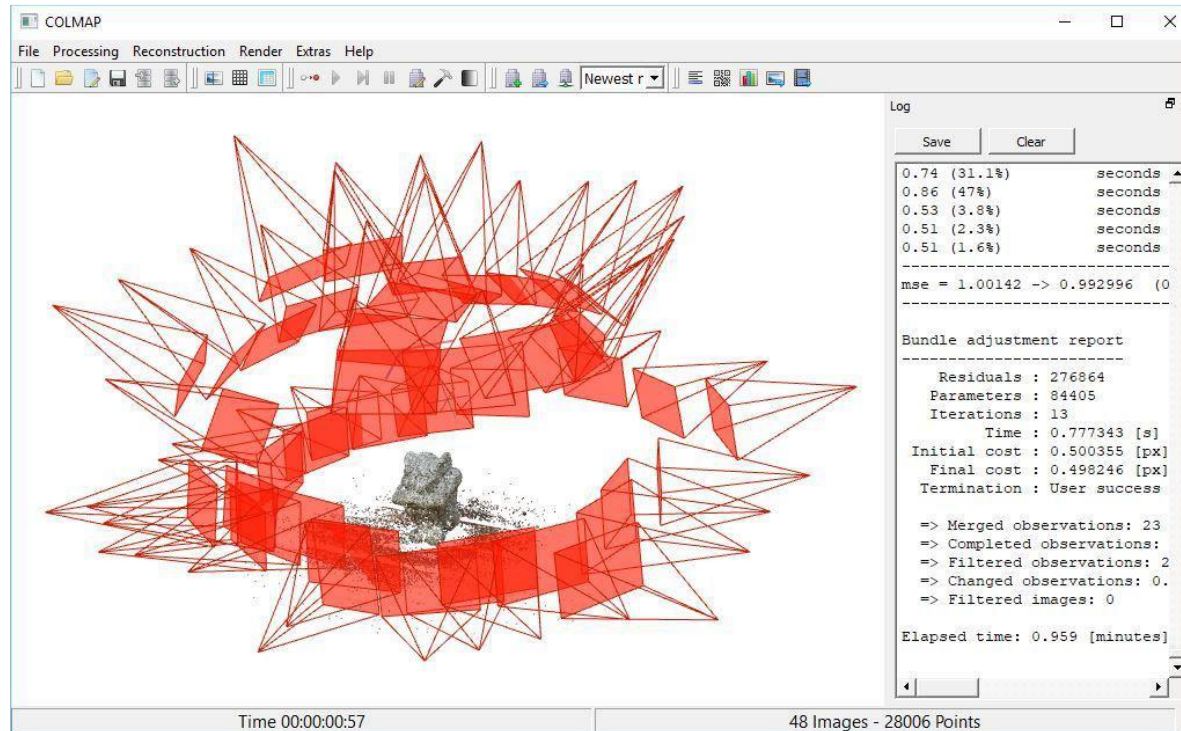 COLMAP
File Processing Reconstruction Render Extras Help
Newest r
Log
Save Clear
0.74 (31.1%) seconds
0.86 (47%) seconds
0.53 (3.8%) seconds
0.51 (2.3%) seconds
0.51 (1.6%) seconds
-----------------------------
mse = 1.00142 -> 0.992996 (0
-----------------------------
Bundle adjustment report
------------------------
Residuals : 276864
Parameters : 84405
Iterations : 13
Time : 0.777343 [s]
Initial cost : 0.500355 [px]
Final cost : 0.498246 [px]
Termination : User success
=> Merged observations: 23
=> Completed observations:
=> Filtered observations: 2
=> Changed observations: 0.
=> Filtered images: 0
Elapsed time: 0.959 [minutes]
Time 00:00:00:57
48 Images - 28006 Points